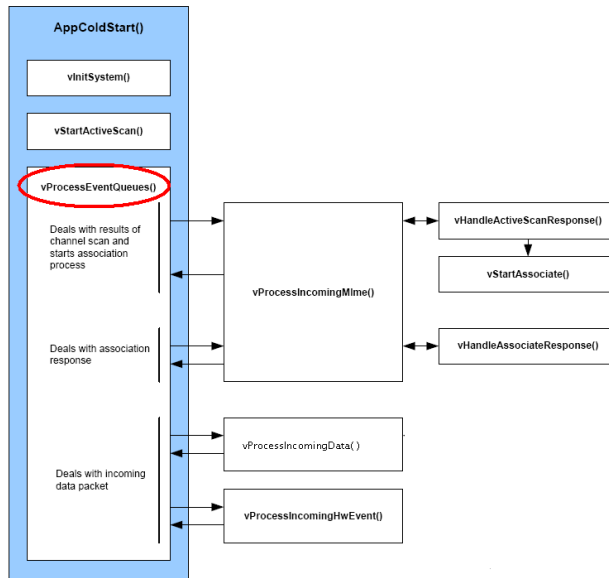 AppColdStart()
vInitSystem()
vStartActiveScan()
vProcessEventQueues()
Deals with results of
channel scan and
starts association
process
vProcessIncomingMlme()
vHandleActiveScanResponse()
vStartAssociate()
Deals with association
response
vHandleAssociateResponse()
vProcessIncomingData( )
Deals with incoming
data packet
vProcessIncomingHwEvent()